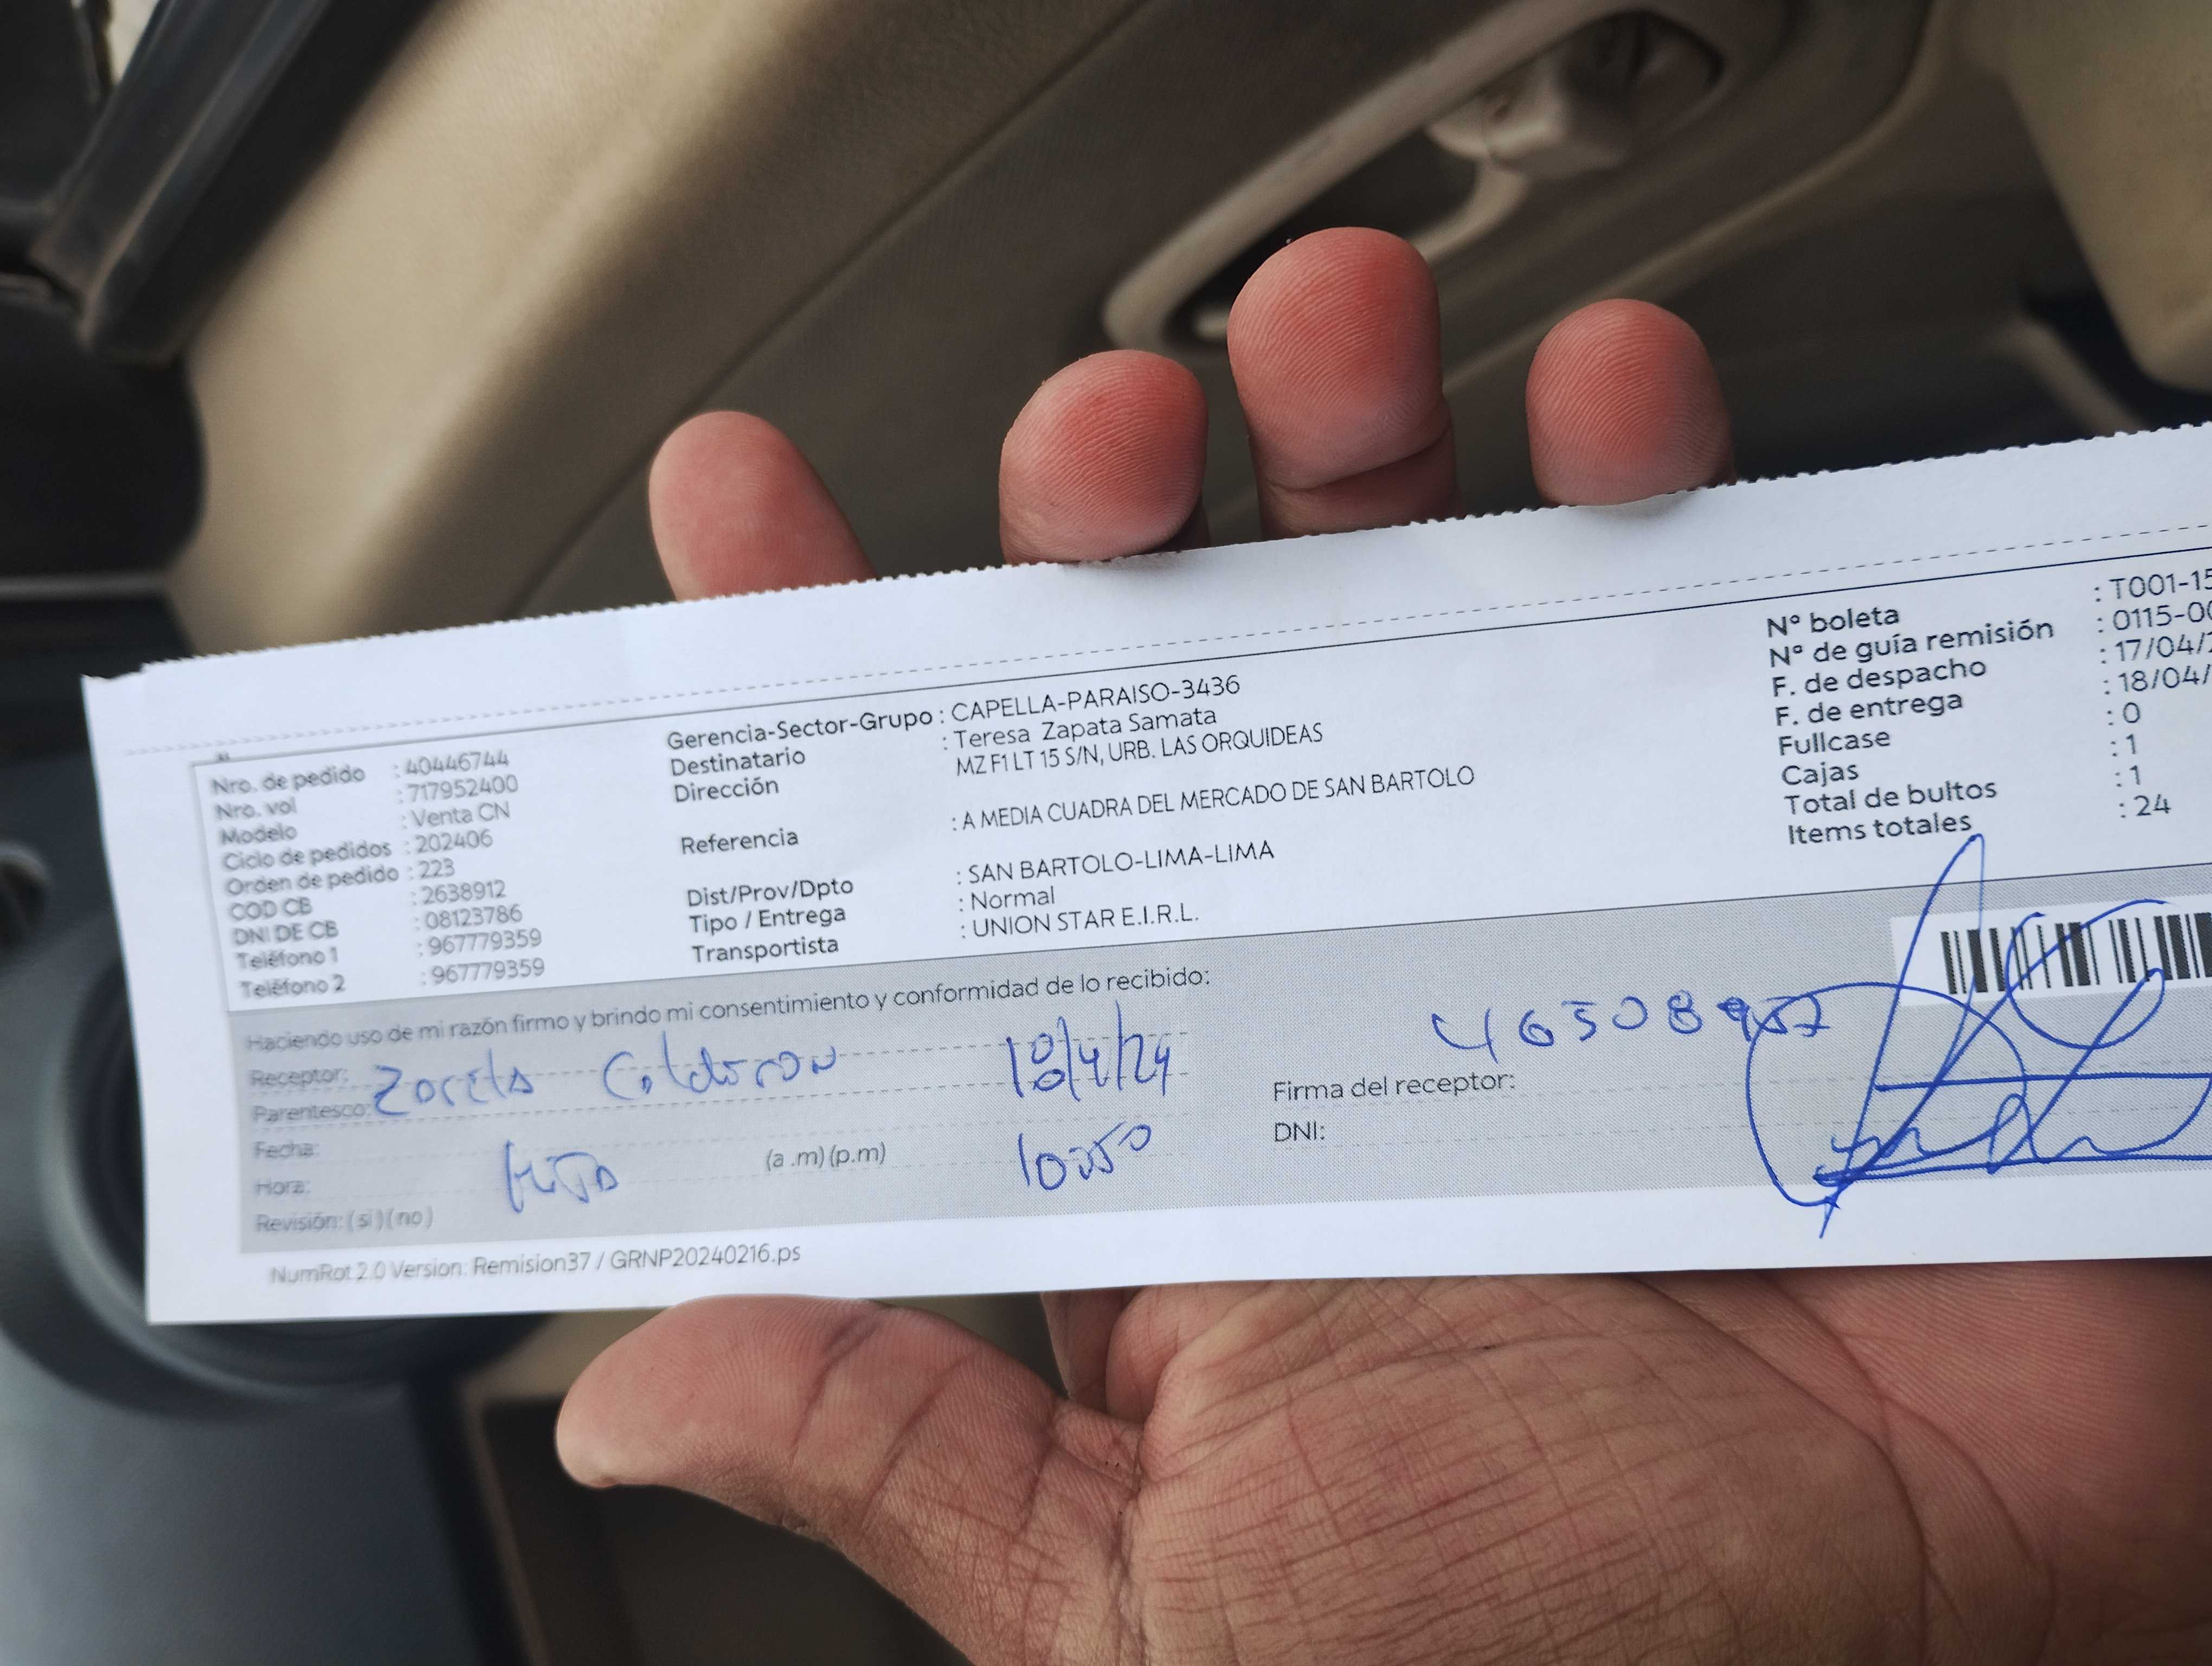 Nro. de pedido : 40446744
Nro. vol : 717952400
Modelo : Venta CN
Ciclo de pedidos : 202406
Orden de pedido : 223
COD CB : 2638912
DNI DE CB : 08123786
Teléfono 1 : 967779359
Teléfono 2 : 967779359
Gerencia-Sector-Grupo : CAPELLA-PARAISO-3436
Destinatario : Teresa Zapata Samata
Dirección MZ F1 LT 15 S/N, URB. LAS ORQUIDEAS
Referencia : A MEDIA CUADRA DEL MERCADO DE SAN BARTOLO
Dist/Prov/Dpto : SAN BARTOLO-LIMA-LIMA
Tipo / Entrega : Normal
Transportista : UNION STAR E.I.R.L.
Nº boleta : T001-15
Nº de guía remisión : 0115-00
F. de despacho : 17/04/
F. de entrega : 18/04/
Fullcase : 0
Cajas : 1
Total de bultos : 1
Items totales : 24
Haciendo uso de mi razón firmo y brindo mi consentimiento y conformidad de lo recibido:
Receptor:
Parentesco:
Calderon 18/4/24
Fecha:
Hora: (a .m) (p.m)
Revisión: (si) (no)
Firma del receptor:
DNI:
NumRot 2.0 Version: Remision37 / GRNP20240216.ps